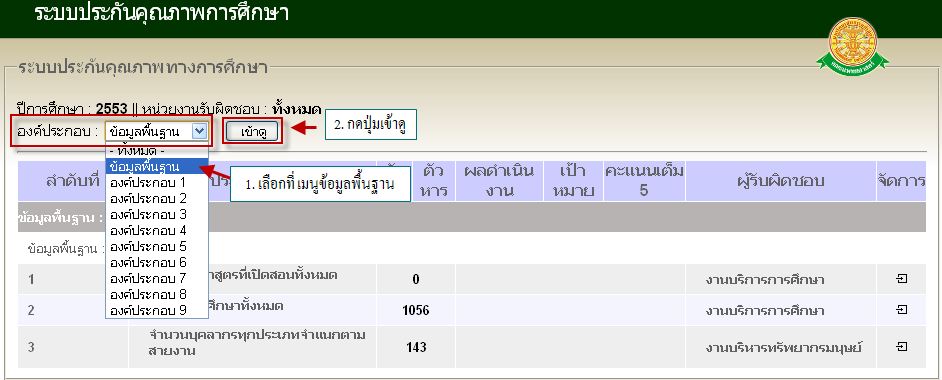 ระบบประกันคุณภาพการศึกษา
ระบบประกันคุณภาพทางการศึกษา
ปีการศึกษา : 2553 || หน่วยงานรับผิดชอบ : ทั้งหมด
องค์ประกอบ : ข้อมูลพื้นฐาน เข้าดู
2. กดปุ่มเข้าดู
- ทั้งหมด -
ข้อมูลพื้นฐาน
องค์ประกอบ 1
องค์ประกอบ 2
องค์ประกอบ 3
องค์ประกอบ 4
องค์ประกอบ 5
องค์ประกอบ 6
องค์ประกอบ 7
องค์ประกอบ 8
องค์ประกอบ 9
1. เลือกที่เมนูข้อมูลพื้นฐาน
ลำดับที่ ตัวหาร ผลดำเนินงาน เป้าหมาย คะแนนเต็ม 5 ผู้รับผิดชอบ จัดการ
ข้อมูลพื้นฐาน :
ข้อมูลพื้นฐาน :
1 สูตรที่เปิดสอนทั้งหมด 0 งานบริการการศึกษา
2 ศึกษาทั้งหมด 1056 งานบริการการศึกษา
3 จำนวนบุคลากรทุกประเภทจำแนกตาม
สายงาน 143 งานบริหารทรัพยากรมนุษย์